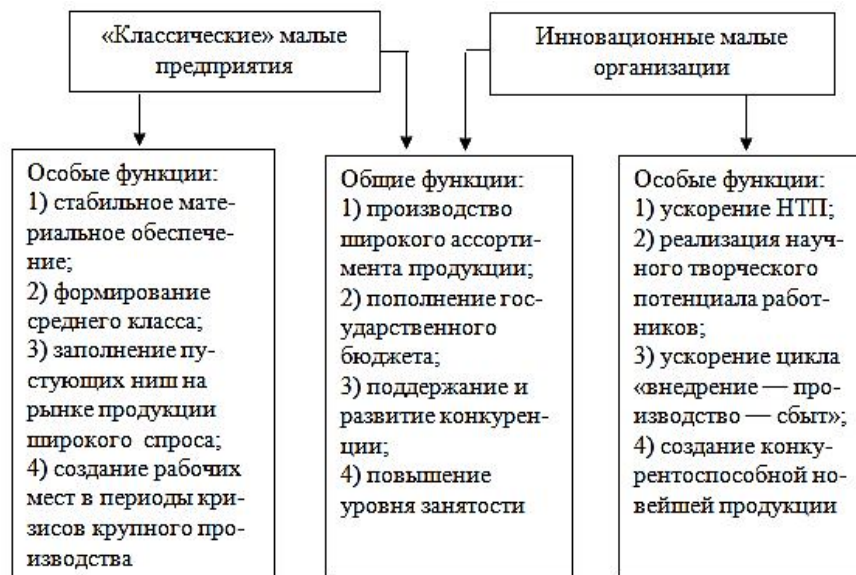 «Классические» малые
предприятия
Инновационные малые
организации
Особые функции:
1) стабильное мате-
риальное обеспече-
ние;
2) формирование
среднего класса;
3) заполнение пу-
стующих ниш на
рынке продукции
широкого спроса;
4) создание рабочих
мест в периоды кри-
зисов крупного про-
изводства
Общие функции:
1) производство
широкого ассорти-
мента продукции;
2) пополнение гос-
ударственного
бюджета;
3) поддержание и
развитие конкурен-
ции;
4) повышение
уровня занятости
Особые функции:
1) ускорение НТП;
2) реализация науч-
ного творческого
потенциала работ-
ников;
3) ускорение цикла
«внедрение — про-
изводство — сбыт»;
4) создание конку-
рентоспособной но-
вейшей продукции